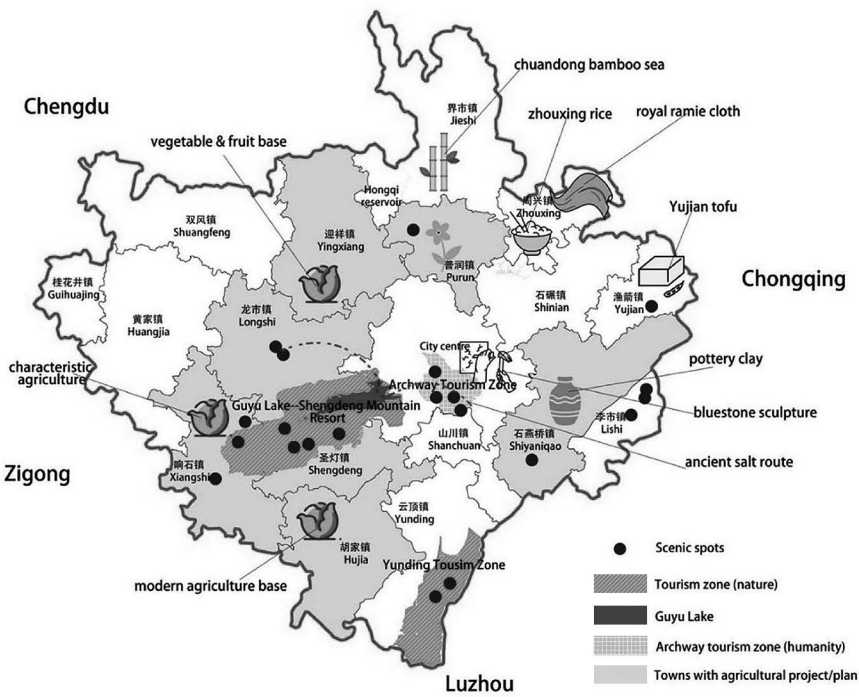 chuandong bamboo sea
Chengdu
界市镇
Jieshi
zhouxing rice
royal ramie cloth
vegetable & fruit base
Hongqi
reservoir
周兴镇
Zhouxing
Yujian tofu
双凤镇
Shuangfeng
迎祥镇
Yingxiang
普润镇
Purun
桂花井镇
Guihuajing
石碾镇
Shinian
渔箭镇
Yujian
Chongqing
黄家镇
Huangjia
龙市镇
Longshi
City centre
characteristic
agriculture
pottery clay
Archway Tourism Zone
Guyu Lake--Shengdeng Mountain
Resort
bluestone sculpture
李市镇
Lishi
山川镇
Shanchuan
石燕桥镇
Shiyaniqao
ancient salt route
响石镇
Xiangshi
圣灯镇
Shengdeng
Zigong
云顶镇
Yunding
胡家镇
Hujia
Yunding Tousim Zone
modern agriculture base
Scenic spots
Tourism zone (nature)
Guyu Lake
Archway tourism zone (humanity)
Towns with agricultural project/plan
Luzhou